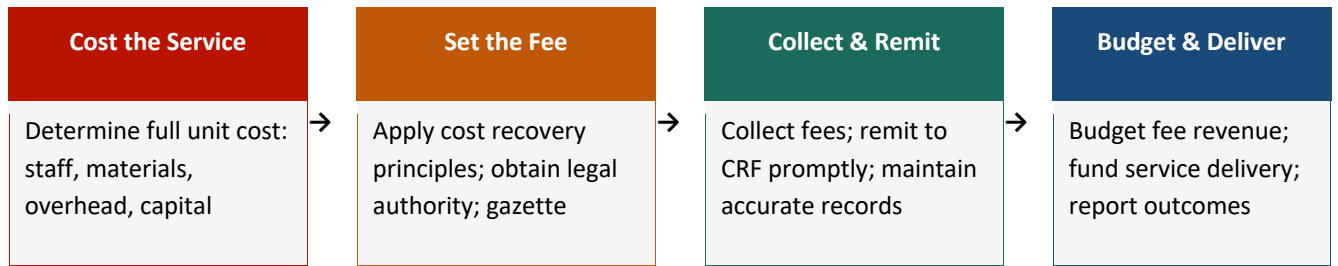 Cost the Service
Determine full unit cost:
staff, materials,
overhead, capital
→
Set the Fee
Apply cost recovery
principles; obtain legal
authority; gazette
→
Collect & Remit
Collect fees; remit to
CRF promptly; maintain
accurate records
→
Budget & Deliver
Budget fee revenue;
fund service delivery;
report outcomes